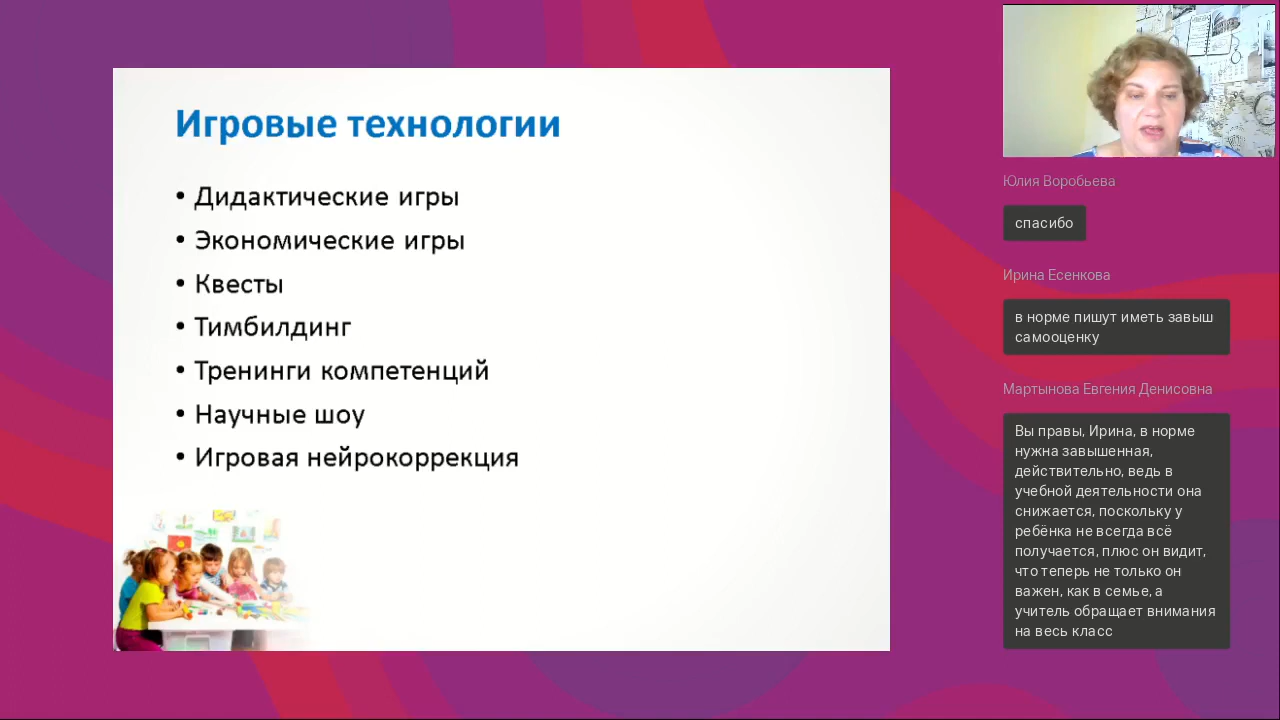 Игровые технологии
• Дидактические игры
• Экономические игры
• Квесты
• Тимбилдинг
• Тренинги компетенций
• Научные шоу
• Игровая нейрокоррекция
Юлия Воробьева
спасибо
Ирина Есенкова
в норме пишут иметь завыш
самооценку
Мартынова Евгения Денисовна
Вы правы, Ирина, в норме
нужна завышенная,
действительно, ведь в
учебной деятельности она
снижается, поскольку у
ребёнка не всегда всё
получается, плюс он видит,
что теперь не только он
важен, как в семье, а
учитель обращает внимания
на весь класс